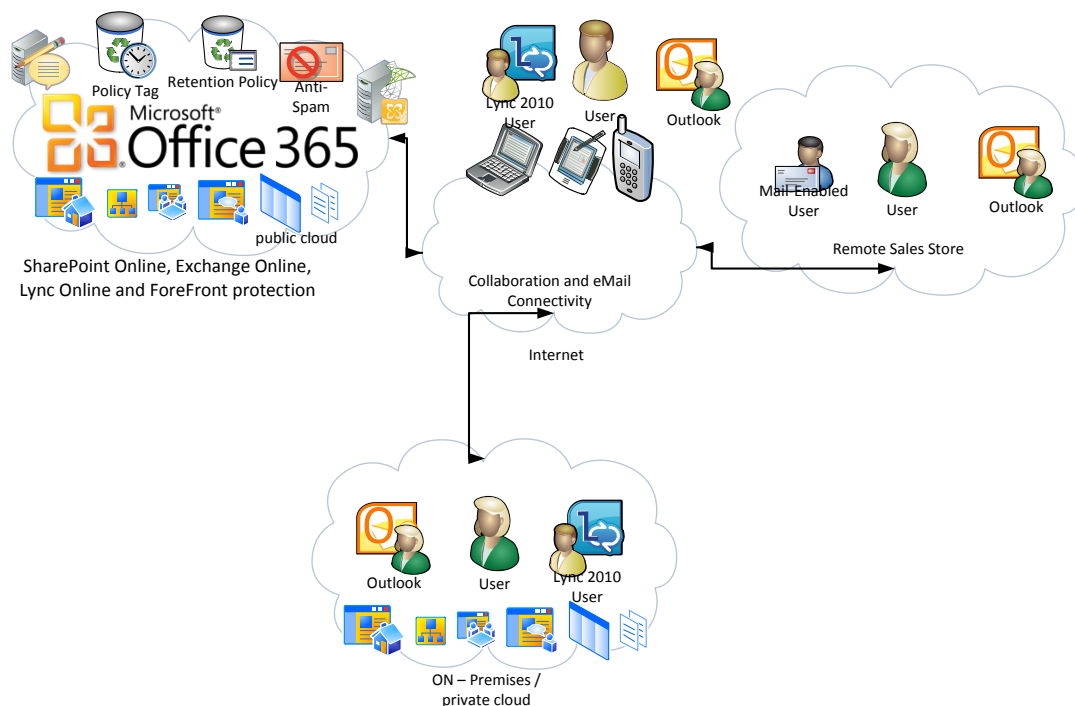 Policy Tag
Retention Policy
Anti-
Spam
Microsoft®
Office 365
public cloud
SharePoint Online, Exchange Online,
Lync Online and ForeFront protection
Lync 2010
User
User
Outlook
Collaboration and eMail
Connectivity
Internet
Mail-Enabled
User
User
Outlook
Remote Sales Store
Outlook
User
Lync 2010
User
ON – Premises /
private cloud